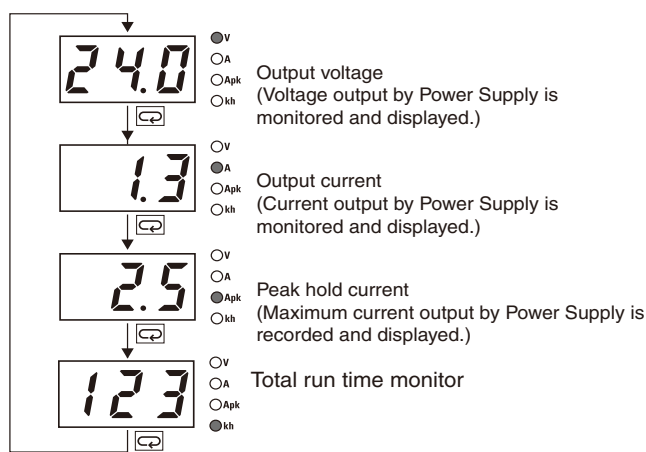 24.0
V
A
Apk
kh
Output voltage
(Voltage output by Power Supply is
monitored and displayed.)
1.3
V
A
Apk
kh
Output current
(Current output by Power Supply is
monitored and displayed.)
2.5
V
A
Apk
kh
Peak hold current
(Maximum current output by Power Supply is
recorded and displayed.)
123
V
A
Apk
kh
Total run time monitor